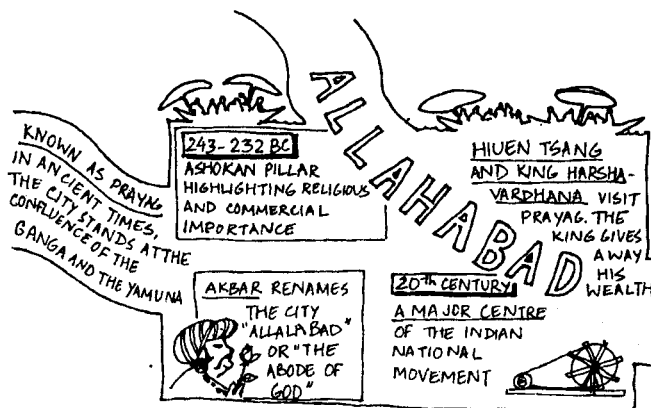 ALLAHABAD
KNOWN AS PRAYAG
IN ANCIENT TIMES,
THE CITY STANDS AT THE
CONFLUENCE OF THE
GANGA AND THE YAMUNA
243-232 BC
ASHOKAN PILLAR
HIGHLIGHTING RELIGIOUS
AND COMMERCIAL
IMPORTANCE
HIUEN TSANG
AND KING HARSHA-
VARDHANA VISIT
PRAYAG. THE
KING GIVES
AWAY
HIS
WEALTH
AKBAR RENAMES
THE CITY
"ALLALABAD"
OR "THE
ABODE OF
GOD"
20th CENTURY
A MAJOR CENTRE
OF THE INDIAN
NATIONAL
MOVEMENT